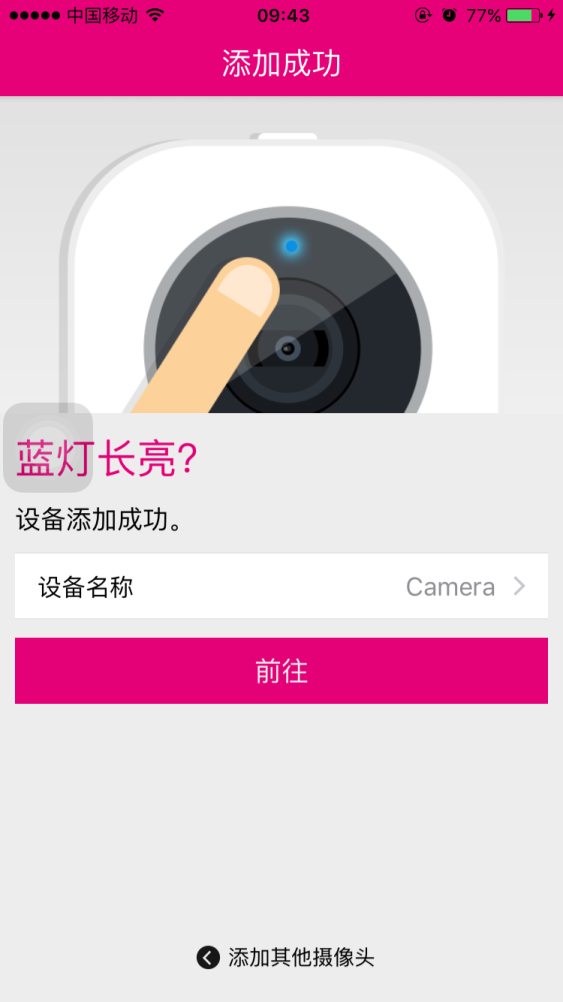 中国移动 09:43 77%
添加成功
蓝灯长亮?
设备添加成功。
设备名称 Camera
前往
添加其他摄像头